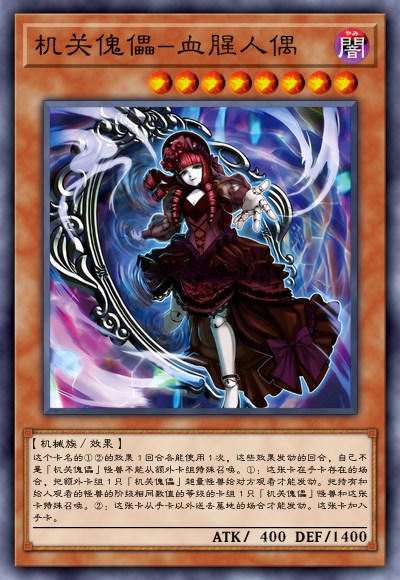 机关傀儡-血腥人偶
やみ
闇
【机械族/效果】
这个卡名的①②的效果1回合各能使用1次，这些效果发动的回合，自己不
是「机关傀儡」怪兽不能从额外卡组特殊召唤。①：这张卡在手卡存在的场
合，把额外卡组1只「机关傀儡」超量怪兽给对方观看才能发动。把持有和
给人观看的怪兽的阶级相同数值的等级的卡组1只「机关傀儡」怪兽和这张
卡特殊召唤。②：这张卡从手卡以外送去墓地的场合才能发动。这张卡加入
手卡。
ATK/ 400 DEF/1400